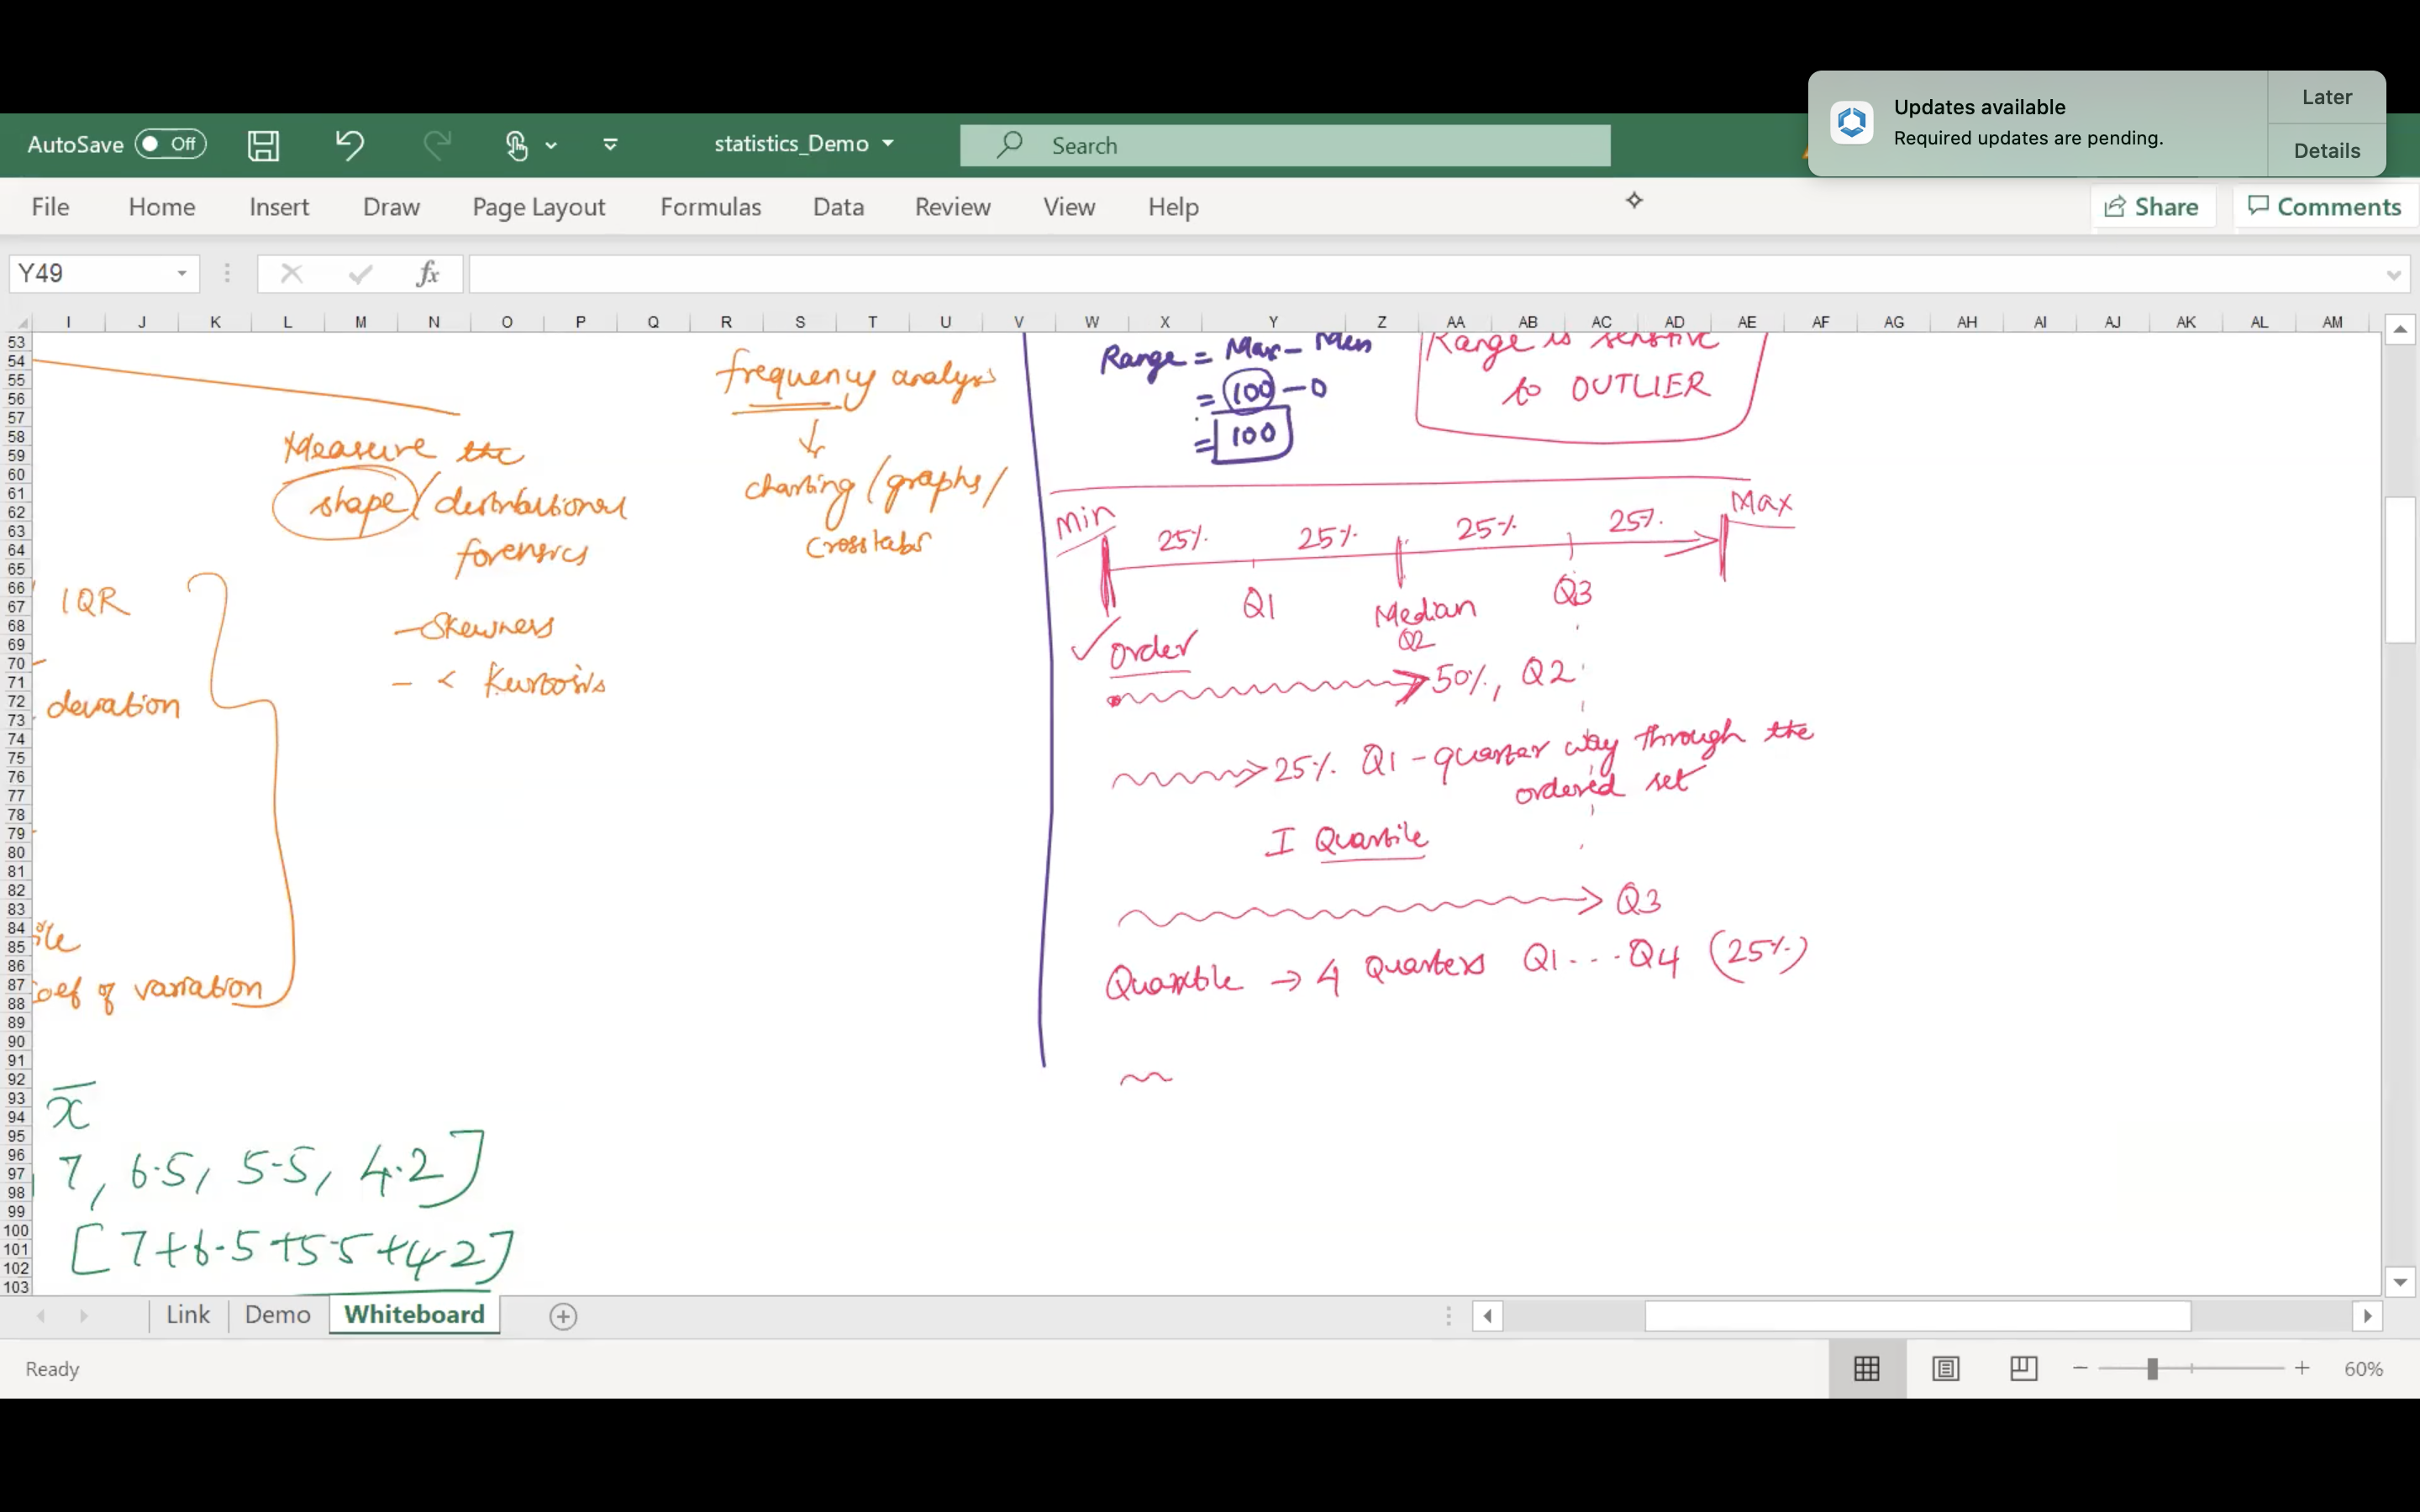 Updates available
Required updates are pending.
Later
Details
AutoSave Off
statistics_Demo
Search
File Home Insert Draw Page Layout Formulas Data Review View Help
Share Comments
Y49
fx
I J K L M N O P Q R S T U V W X Y Z AA AB AC AD AE AF AG AH AI AJ AK AL AM
53
54
55
56
57
58
59
60
61
62
63
64
65
66
67
68
69
70
71
72
73
74
75
76
77
78
79
80
81
82
83
84
85
86
87
88
89
90
91
92
93
94
95
96
97
98
99
100
101
102
103
Measure the
shape / distributional
forensics
- Skewness
- < Kurtosis
IQR
deviation
ile
oef of variation
x̄
7, 6.5, 5.5, 4.2]
[7+6.5+5.5+4.2]
frequency analysis
↓
charting / graphs /
crosstabs
Range = Max - Min
= 100 - 0
= 100
Range is sensitive
to OUTLIER
Min 25% 25% 25% 25% Max
Q1 Median Q3
Q2
✓ Order
50%, Q2
25% Q1 - quarter way through the
ordered set
I Quartile
Q3
Quartile → 4 Quarters Q1...Q4 (25%)
Link Demo Whiteboard
Ready
60%